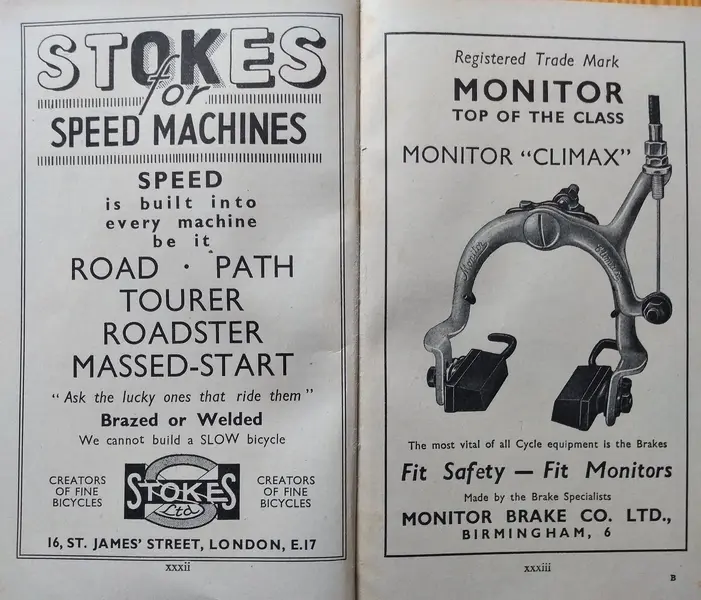 STOKES
for
SPEED MACHINES
SPEED
is built into
every machine
be it
ROAD · PATH
TOURER
ROADSTER
MASSED-START
"Ask the lucky ones that ride them"
Brazed or Welded
We cannot build a SLOW bicycle
CREATORS
OF FINE
BICYCLES
STOKES
Ltd
CREATORS
OF FINE
BICYCLES
16, ST. JAMES' STREET, LONDON, E.17
xxxii
Registered Trade Mark
MONITOR
TOP OF THE CLASS
MONITOR "CLIMAX"
Monitor
The most vital of all Cycle equipment is the Brakes
Fit Safety — Fit Monitors
Made by the Brake Specialists
MONITOR BRAKE CO. LTD.,
BIRMINGHAM, 6
xxxiii
B